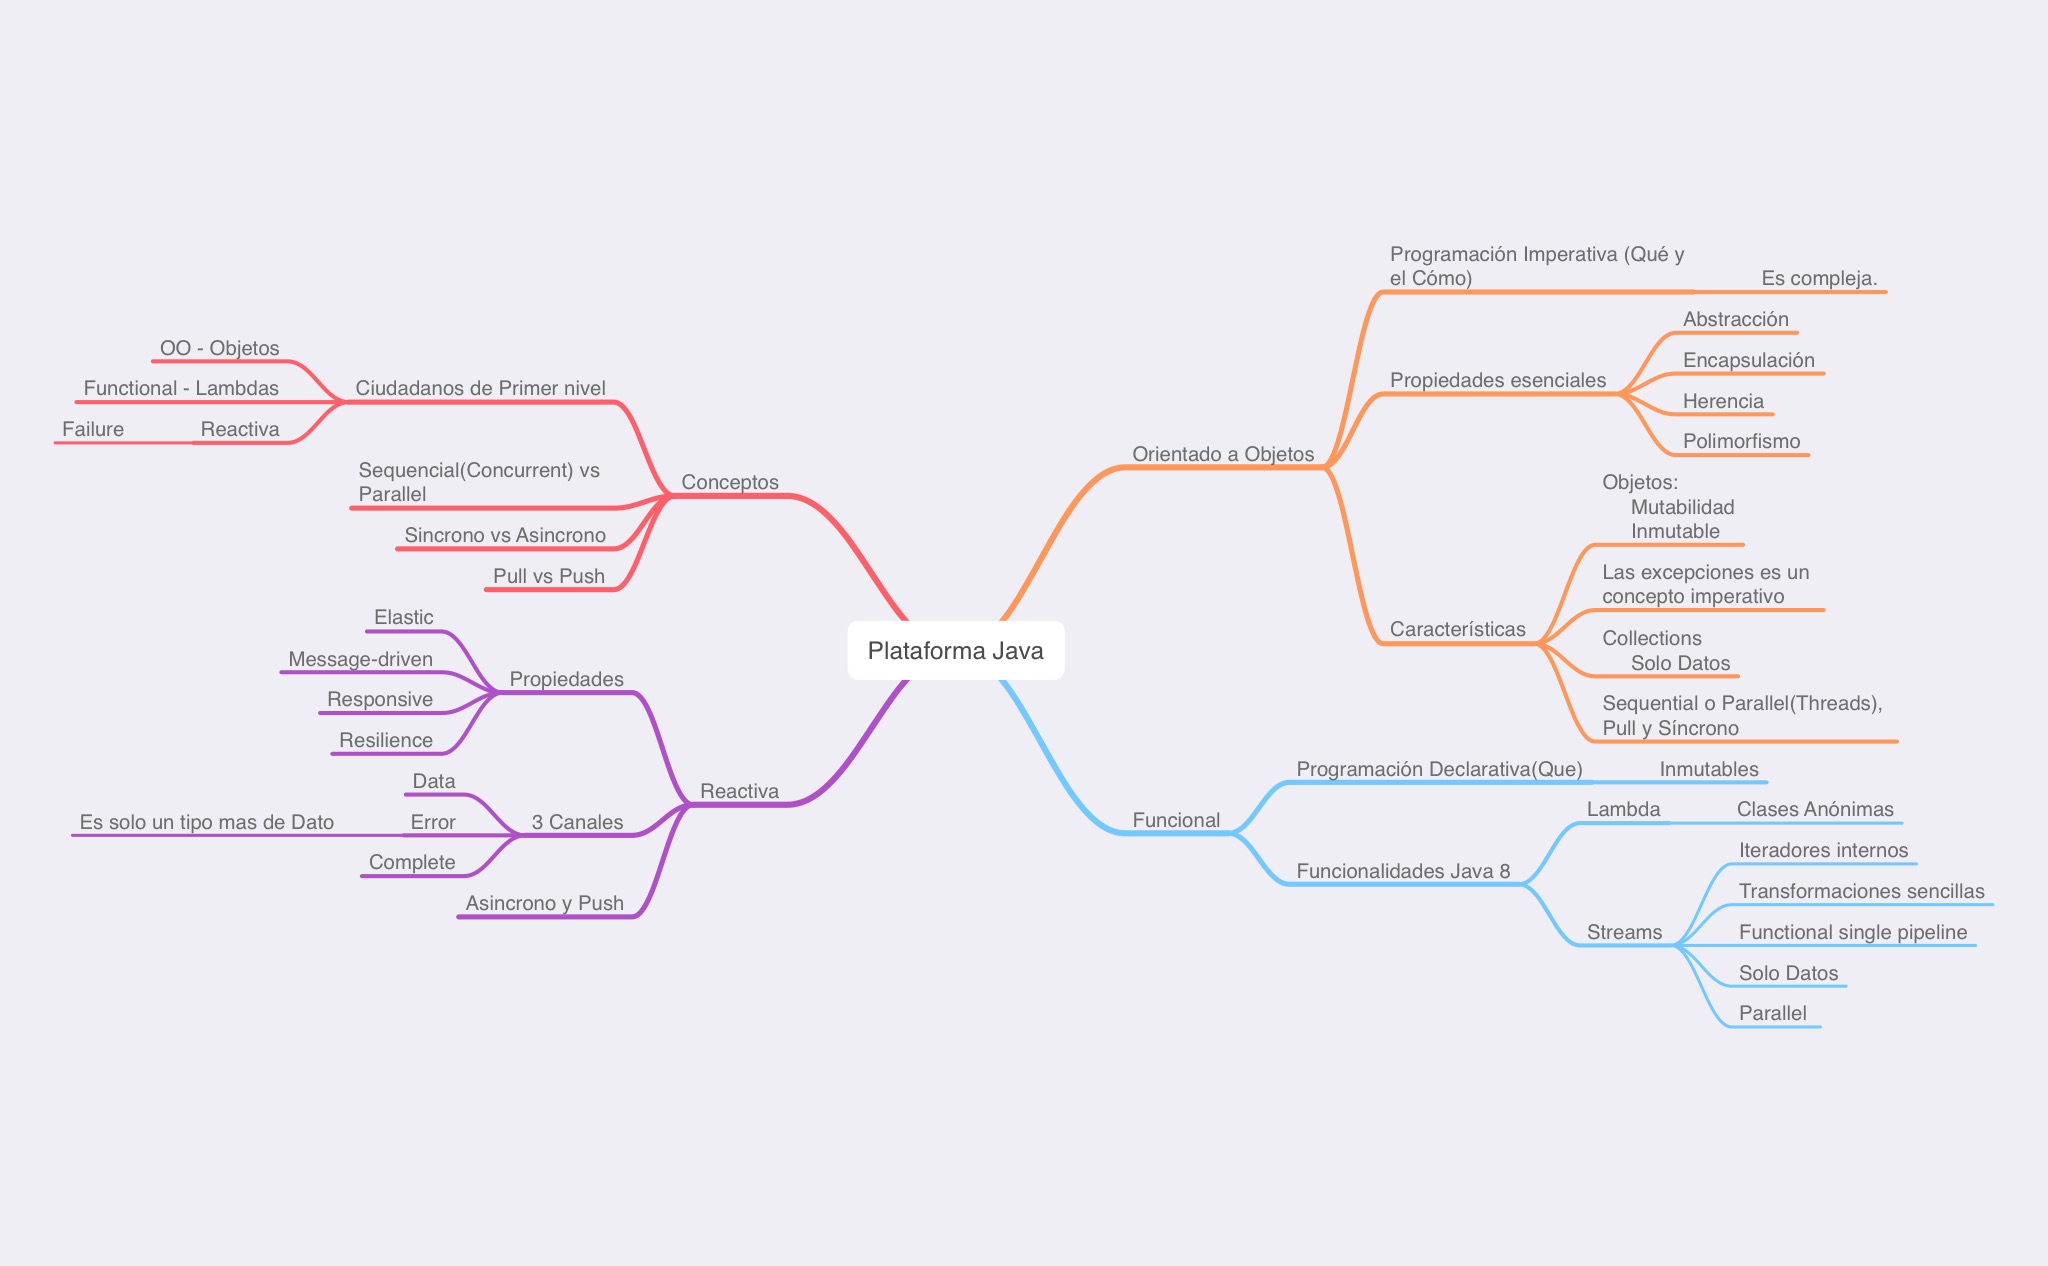 Plataforma Java
Conceptos
Ciudadanos de Primer nivel
OO - Objetos
Functional - Lambdas
Reactiva
Failure
Sequencial(Concurrent) vs
Parallel
Sincrono vs Asincrono
Pull vs Push
Reactiva
Propiedades
Elastic
Message-driven
Responsive
Resilience
3 Canales
Data
Error
Es solo un tipo mas de Dato
Complete
Asincrono y Push
Orientado a Objetos
Programación Imperativa (Qué y
el Cómo)
Es compleja.
Propiedades esenciales
Abstracción
Encapsulación
Herencia
Polimorfismo
Características
Objetos:
Mutabilidad
Inmutable
Las excepciones es un
concepto imperativo
Collections
Solo Datos
Sequential o Parallel(Threads),
Pull y Síncrono
Funcional
Programación Declarativa(Que)
Inmutables
Funcionalidades Java 8
Lambda
Clases Anónimas
Streams
Iteradores internos
Transformaciones sencillas
Functional single pipeline
Solo Datos
Parallel